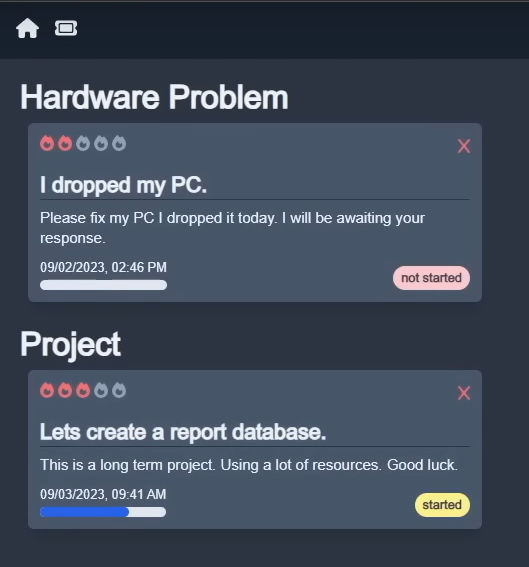 Hardware Problem
X
I dropped my PC.
Please fix my PC I dropped it today. I will be awaiting your
response.
09/02/2023, 02:46 PM
not started
Project
X
Lets create a report database.
This is a long term project. Using a lot of resources. Good luck.
09/03/2023, 09:41 AM
started